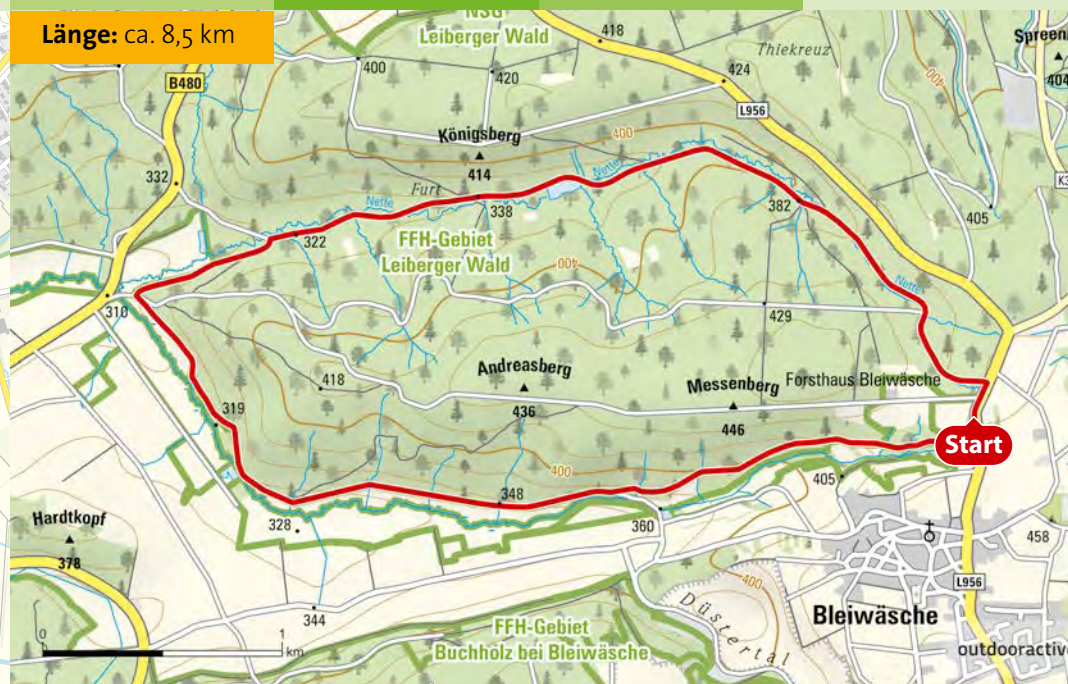 Länge: ca. 8,5 km
NSG
Leiberger Wald
418
Thiekreuz
400
420
424
404
400
B480
L956
Königsberg
414
400
332
Furt
Nette
Nette
338
382
405
322
FFH-Gebiet
Leiberger Wald
400
Nette
310
429
418
Andreasberg
436
Messenberg
446
Forsthaus Bleiwäsche
319
Start
400
348
405
328
360
Hardtkopf
378
458
400
L956
344
Düstertal
Bleiwäsche
0
1
km
FFH-Gebiet
Buchholz bei Bleiwäsche
outdooractive